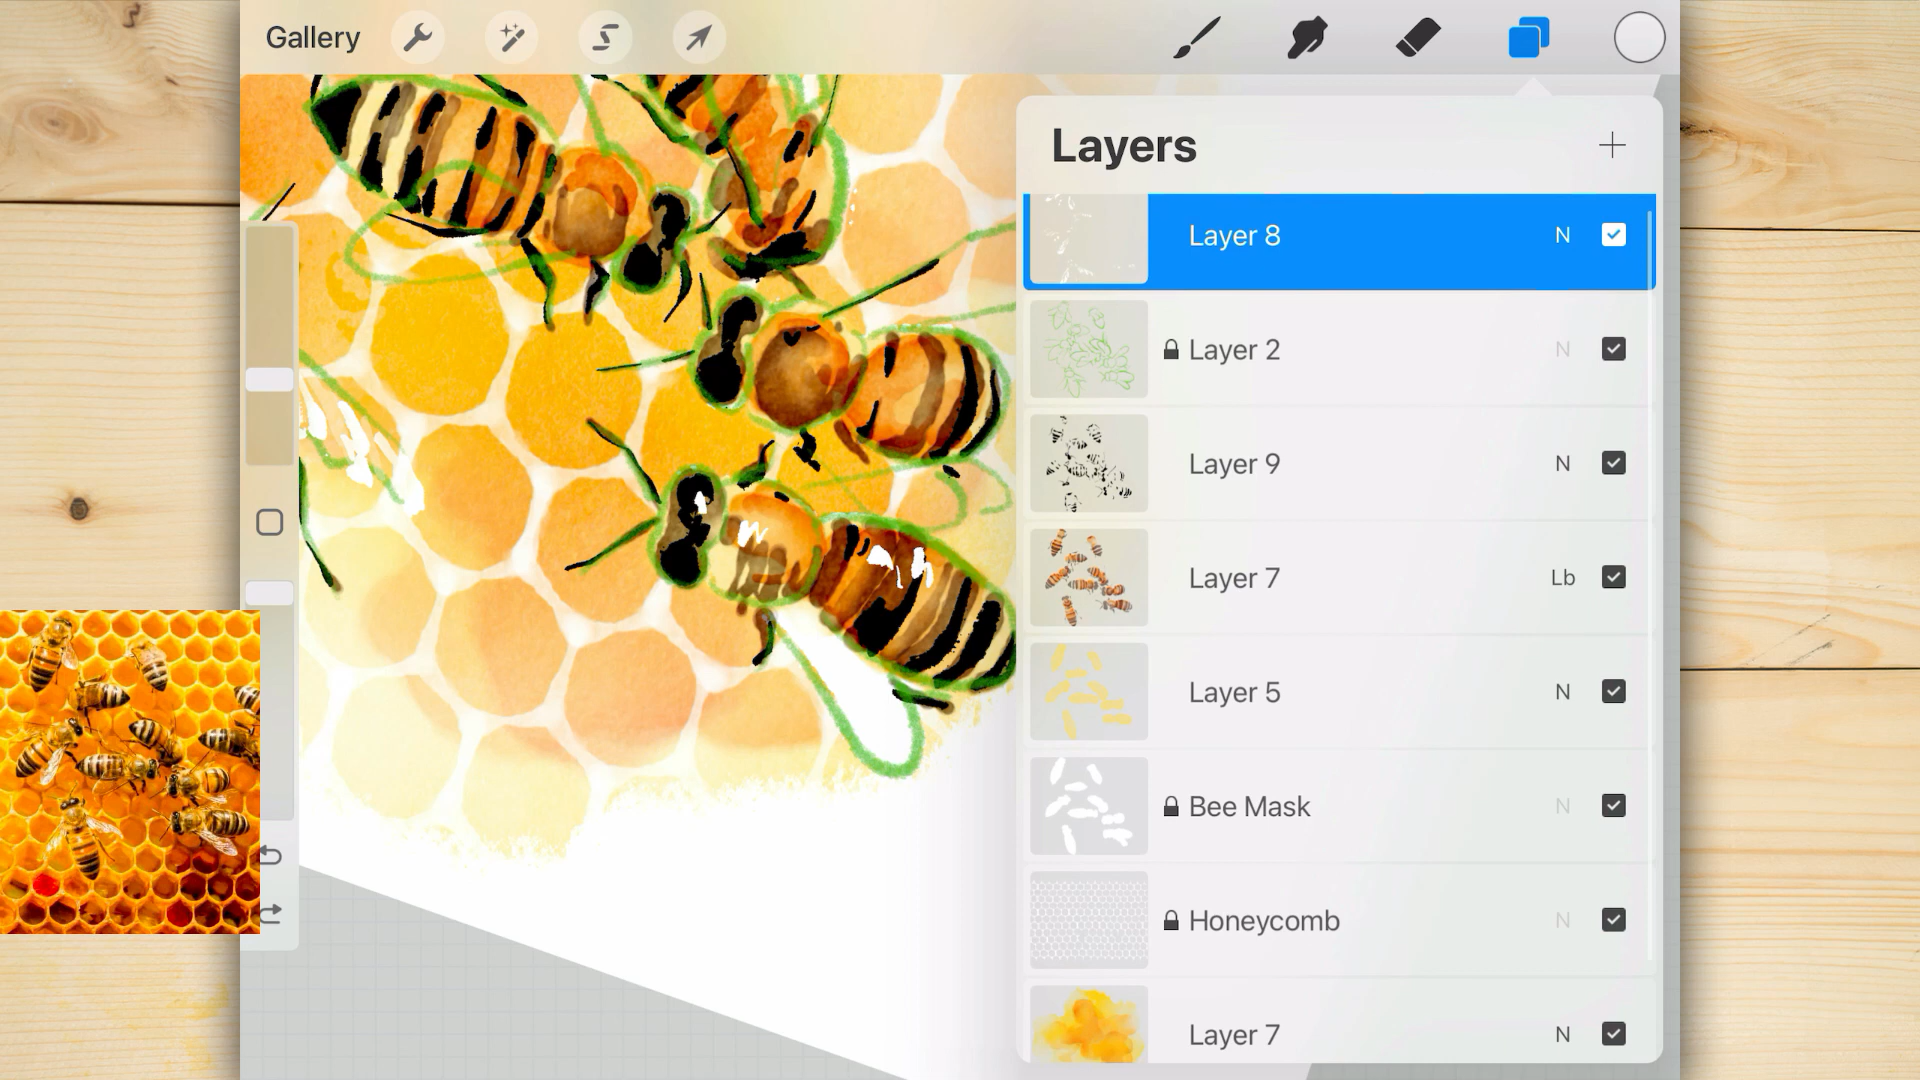 Gallery
Layers
Layer 8 N
Layer 2 N
Layer 9 N
Layer 7 Lb
Layer 5 N
Bee Mask N
Honeycomb N
Layer 7 N